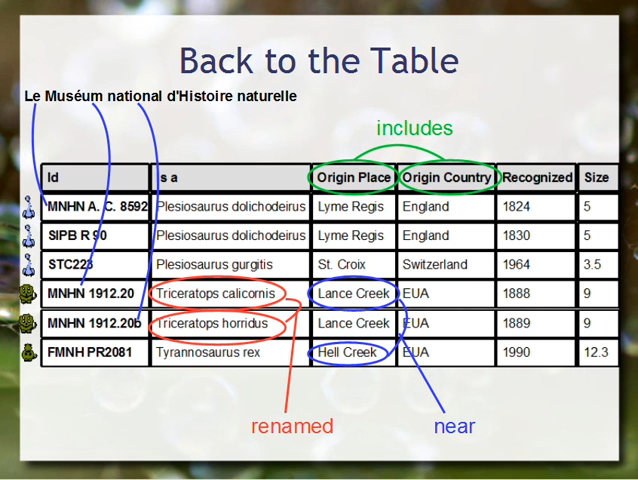 Back to the Table
Le Muséum national d'Histoire naturelle
includes
Id Is a Origin Place Origin Country Recognized Size
MNHN A. C. 8592 Plesiosaurus dolichodeirus Lyme Regis England 1824 5
SIPB R 90 Plesiosaurus dolichodeirus Lyme Regis England 1830 5
STC223 Plesiosaurus gurgitis St. Croix Switzerland 1964 3.5
MNHN 1912.20 Triceratops calicornis Lance Creek EUA 1888 9
MNHN 1912.20b Triceratops horridus Lance Creek EUA 1889 9
FMNH PR2081 Tyrannosaurus rex Hell Creek EUA 1990 12.3
renamed near